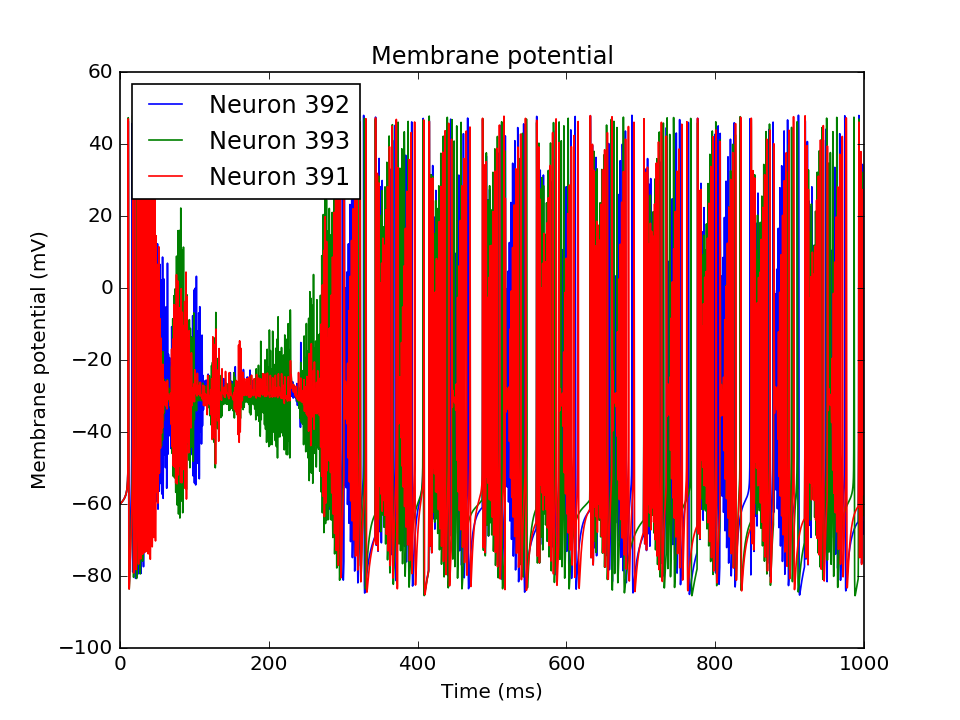 Membrane potential
60
40
20
0
−20
−40
−60
−80
−100
Membrane potential (mV)
Neuron 392
Neuron 393
Neuron 391
0 200 400 600 800 1000
Time (ms)